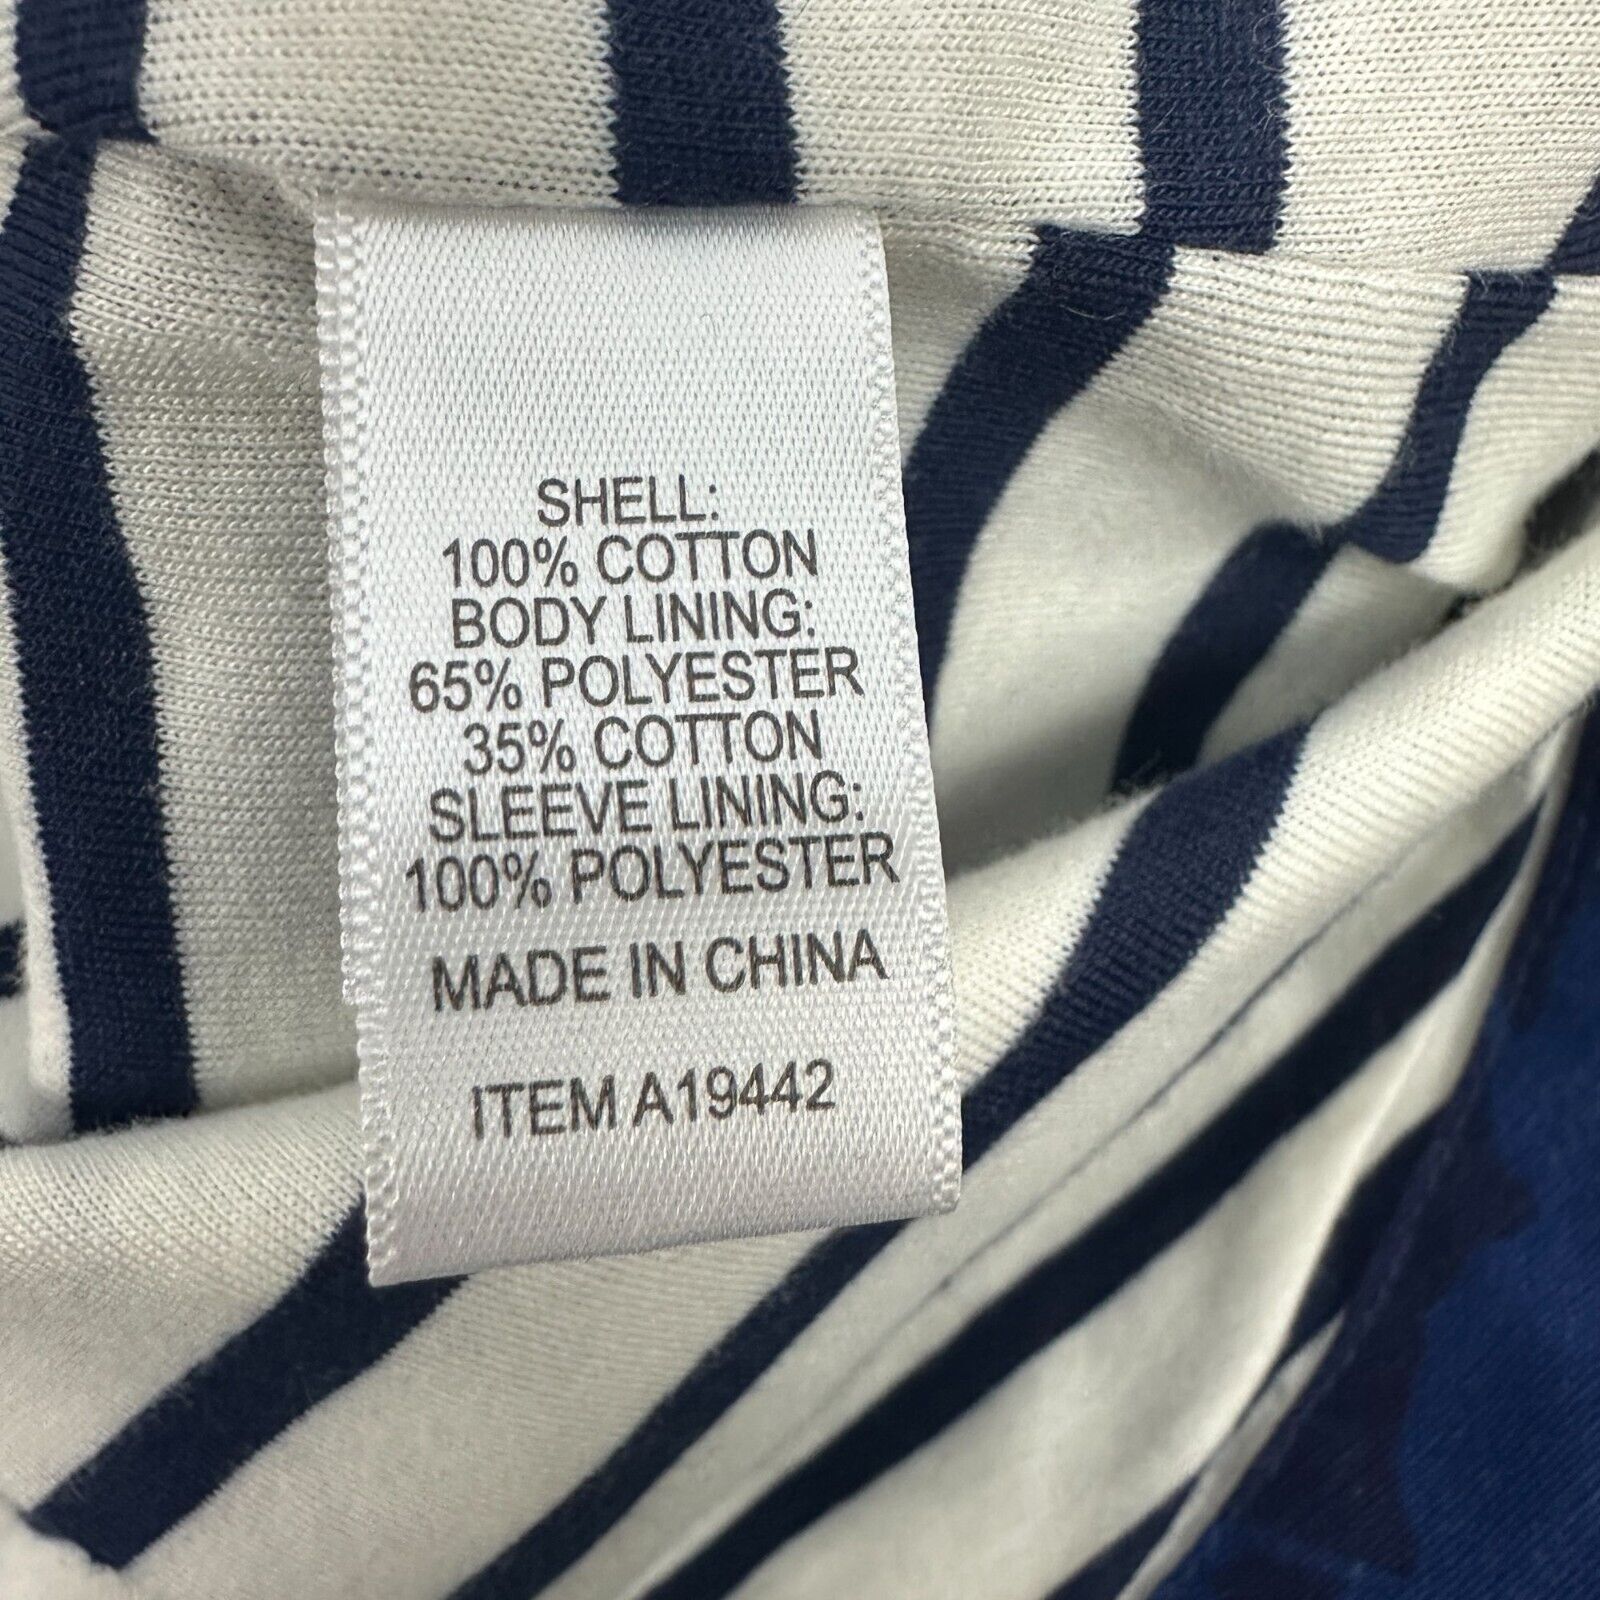 SHELL:
100% COTTON
BODY LINING:
65% POLYESTER
35% COTTON
SLEEVE LINING:
100% POLYESTER
MADE IN CHINA
ITEM A19442